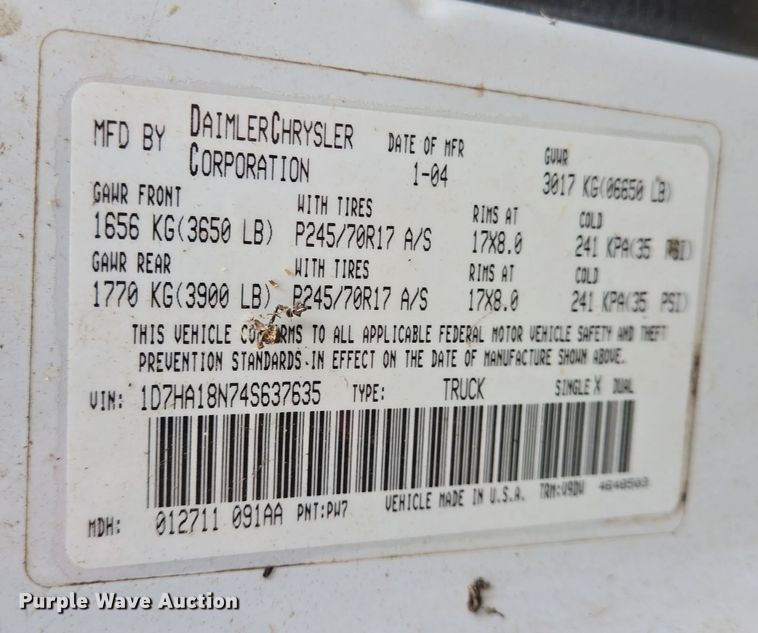 MFD BY DAIMLERCHRYSLER CORPORATION DATE OF MFR 1-04 GVWR 3017 KG(06650 LB)
GAWR FRONT WITH TIRES RIMS AT COLD
1656 KG(3650 LB) P245/70R17 A/S 17X8.0 241 KPA(35 PSI)
GAWR REAR WITH TIRES RIMS AT COLD
1770 KG(3900 LB) P245/70R17 A/S 17X8.0 241 KPA(35 PSI)
THIS VEHICLE CONFORMS TO ALL APPLICABLE FEDERAL MOTOR VEHICLE SAFETY AND THEFT
PREVENTION STANDARDS IN EFFECT ON THE DATE OF MANUFACTURE SHOWN ABOVE.
VIN: 1D7HA18N74S637635 TYPE: TRUCK SINGLE X DUAL
MDH: 012711 091AA PNT:PW7 VEHICLE MADE IN U.S.A. TRM:V9DV 4648503
Purple Wave Auction